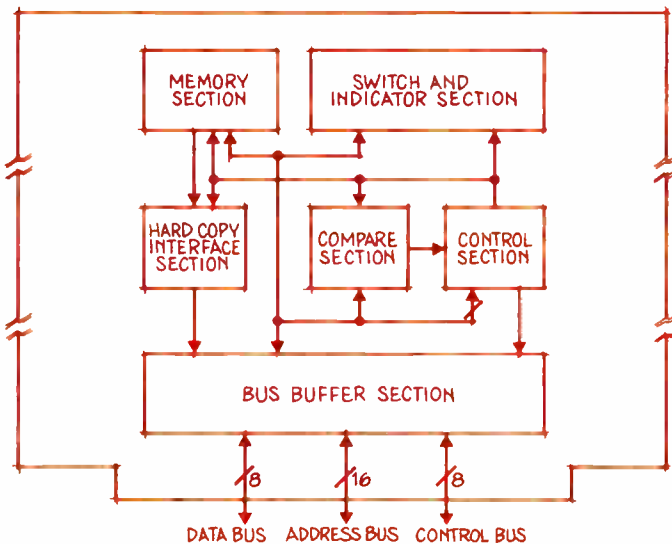 MEMORY
SECTION
SWITCH AND
INDICATOR SECTION
HARD COPY
INTERFACE
SECTION
COMPARE
SECTION
CONTROL
SECTION
BUS BUFFER SECTION
8
16
8
DATA BUS
ADDRESS BUS
CONTROL BUS